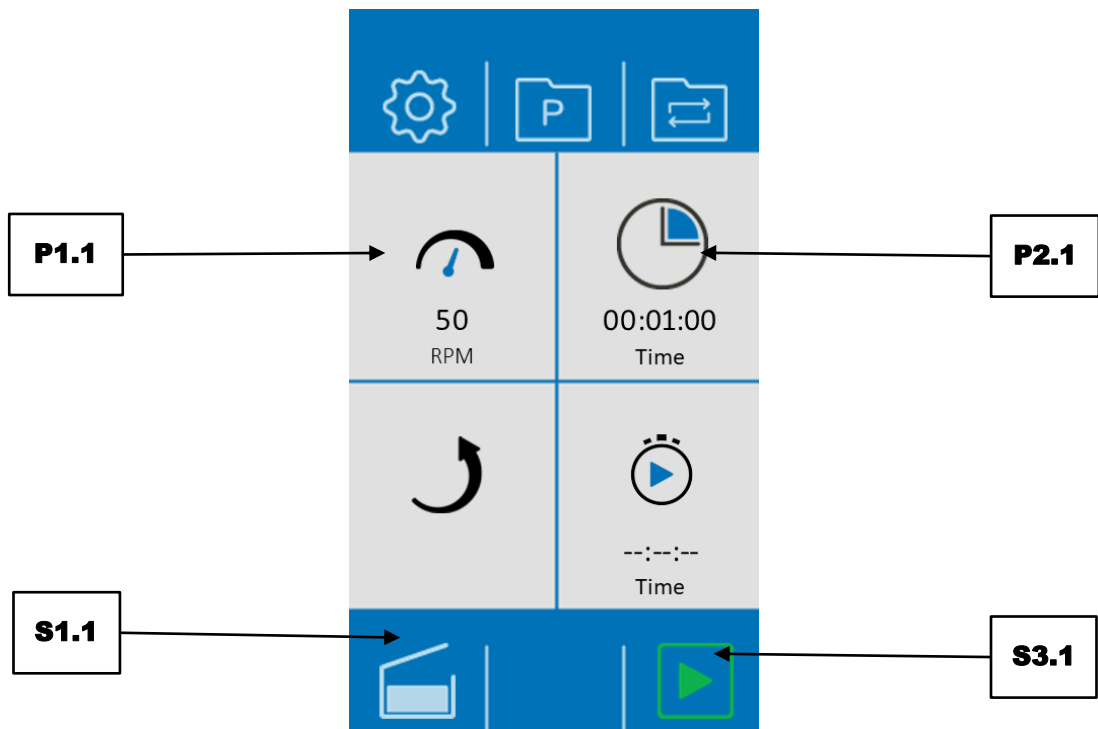 P
P1.1
P2.1
50
00:01:00
RPM
Time
--:--:--
Time
S1.1
S3.1